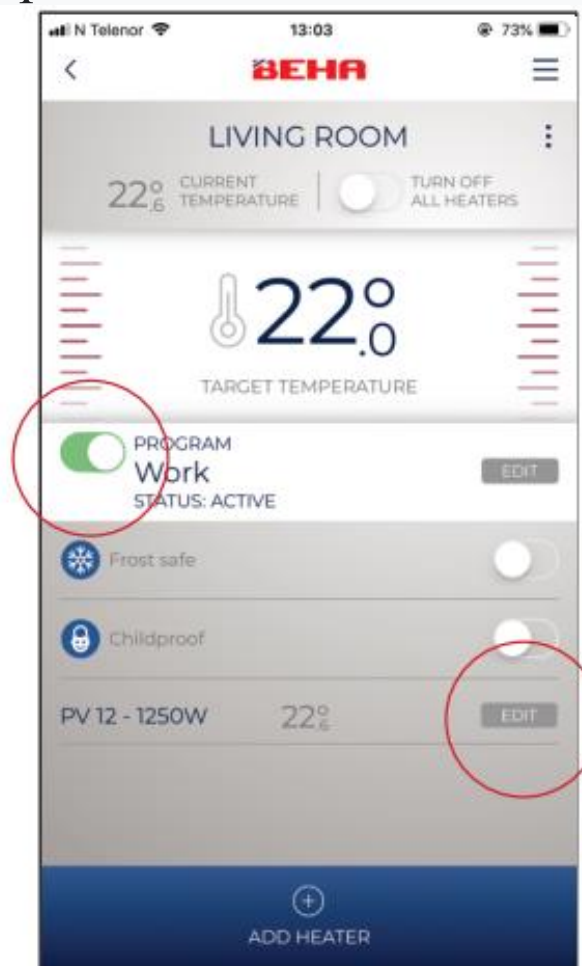 N Telenor 13:03 73%
BEHA
LIVING ROOM
22°.6 CURRENT TEMPERATURE TURN OFF ALL HEATERS
22°.0
TARGET TEMPERATURE
PROGRAM
Work EDIT
STATUS: ACTIVE
Frost safe
Childproof
PV 12 - 1250W 22°.6 EDIT
ADD HEATER